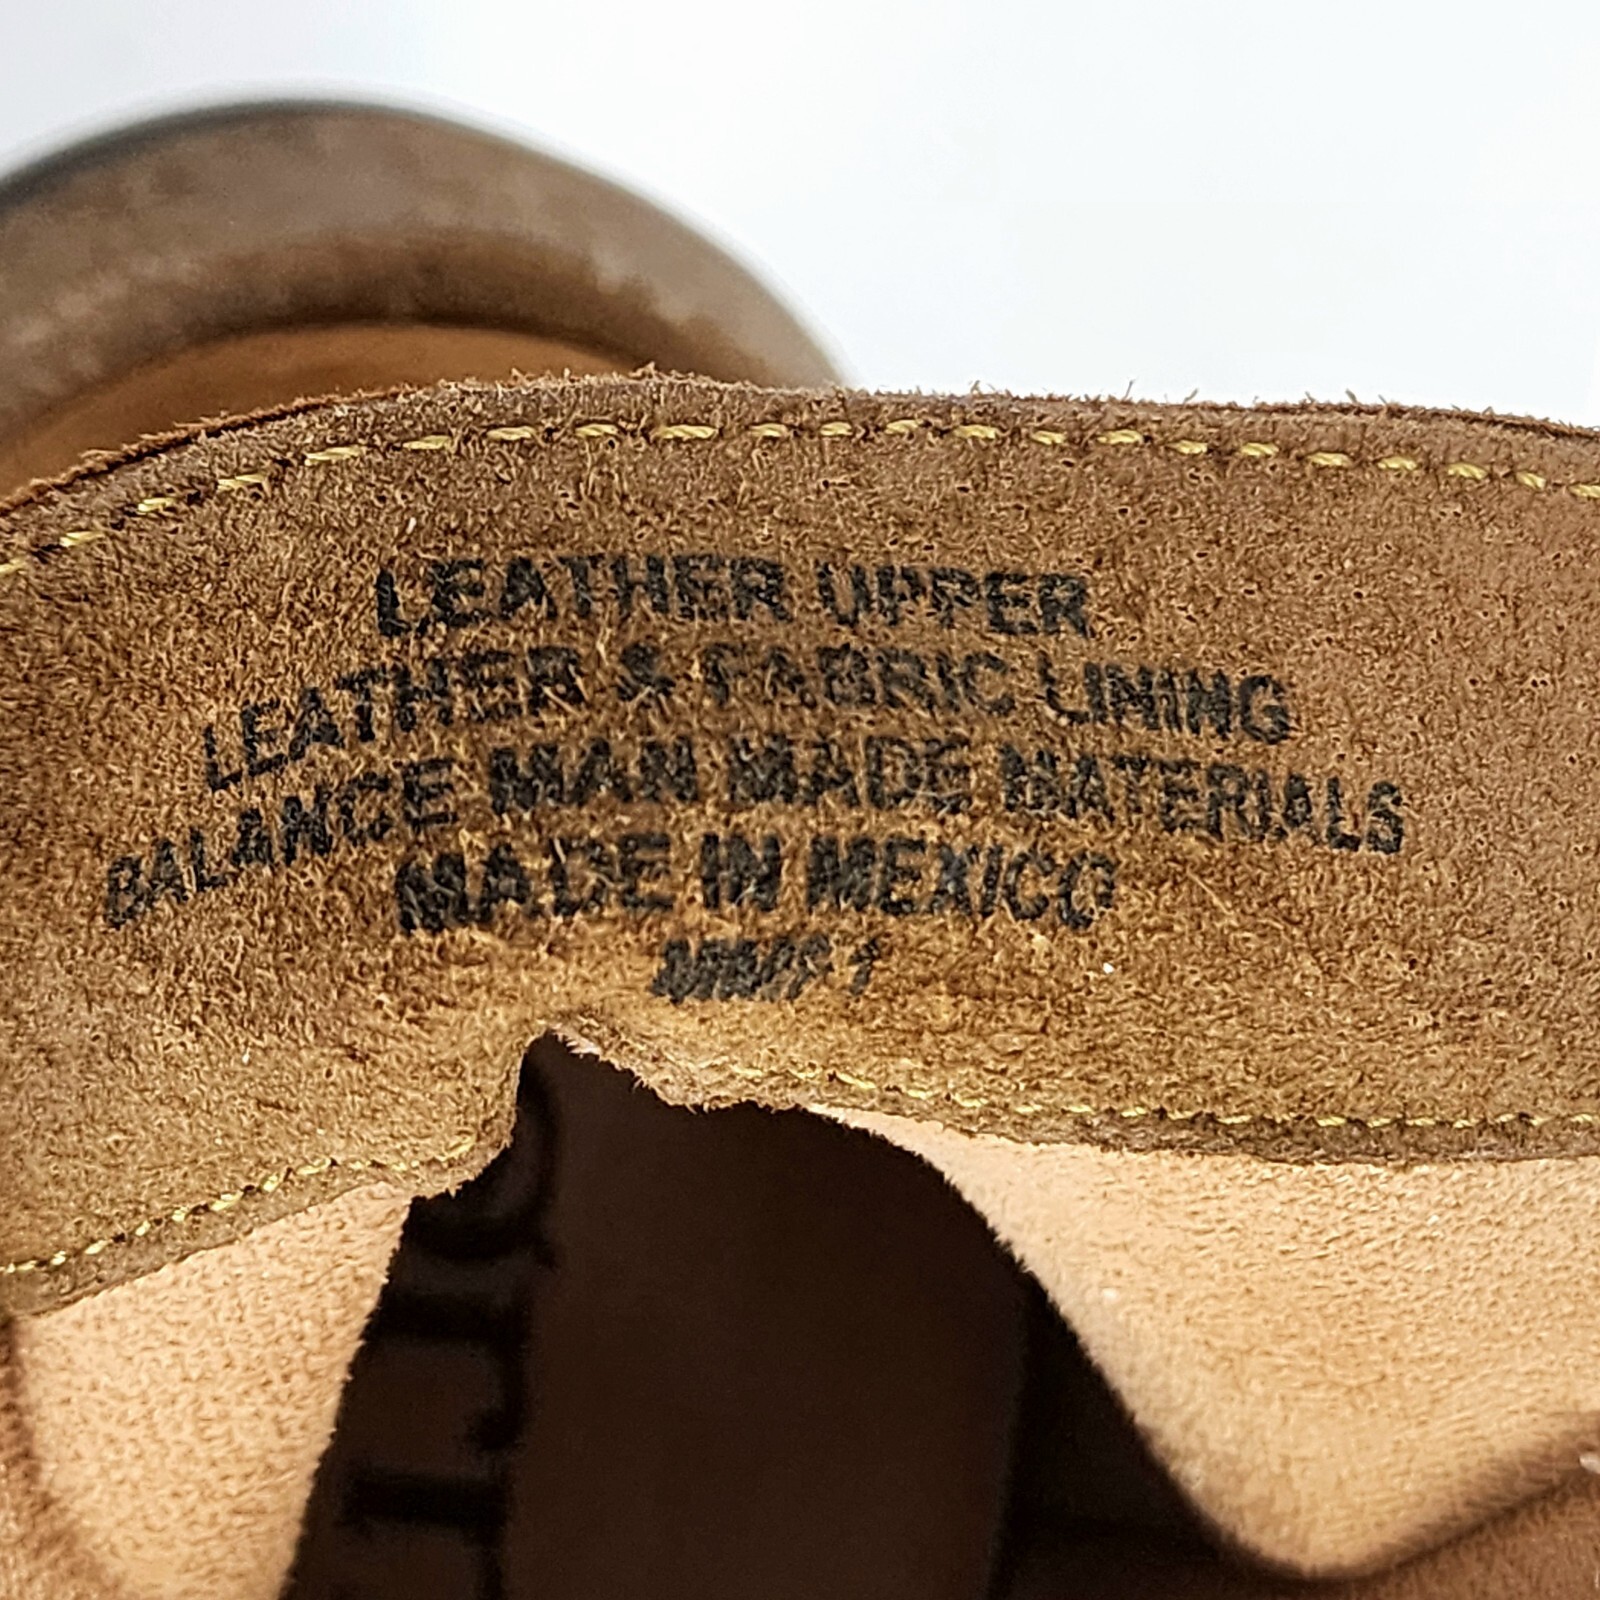 LEATHER UPPER
LEATHER & FABRIC LINING
BALANCE MAN MADE MATERIALS
MADE IN MEXICO